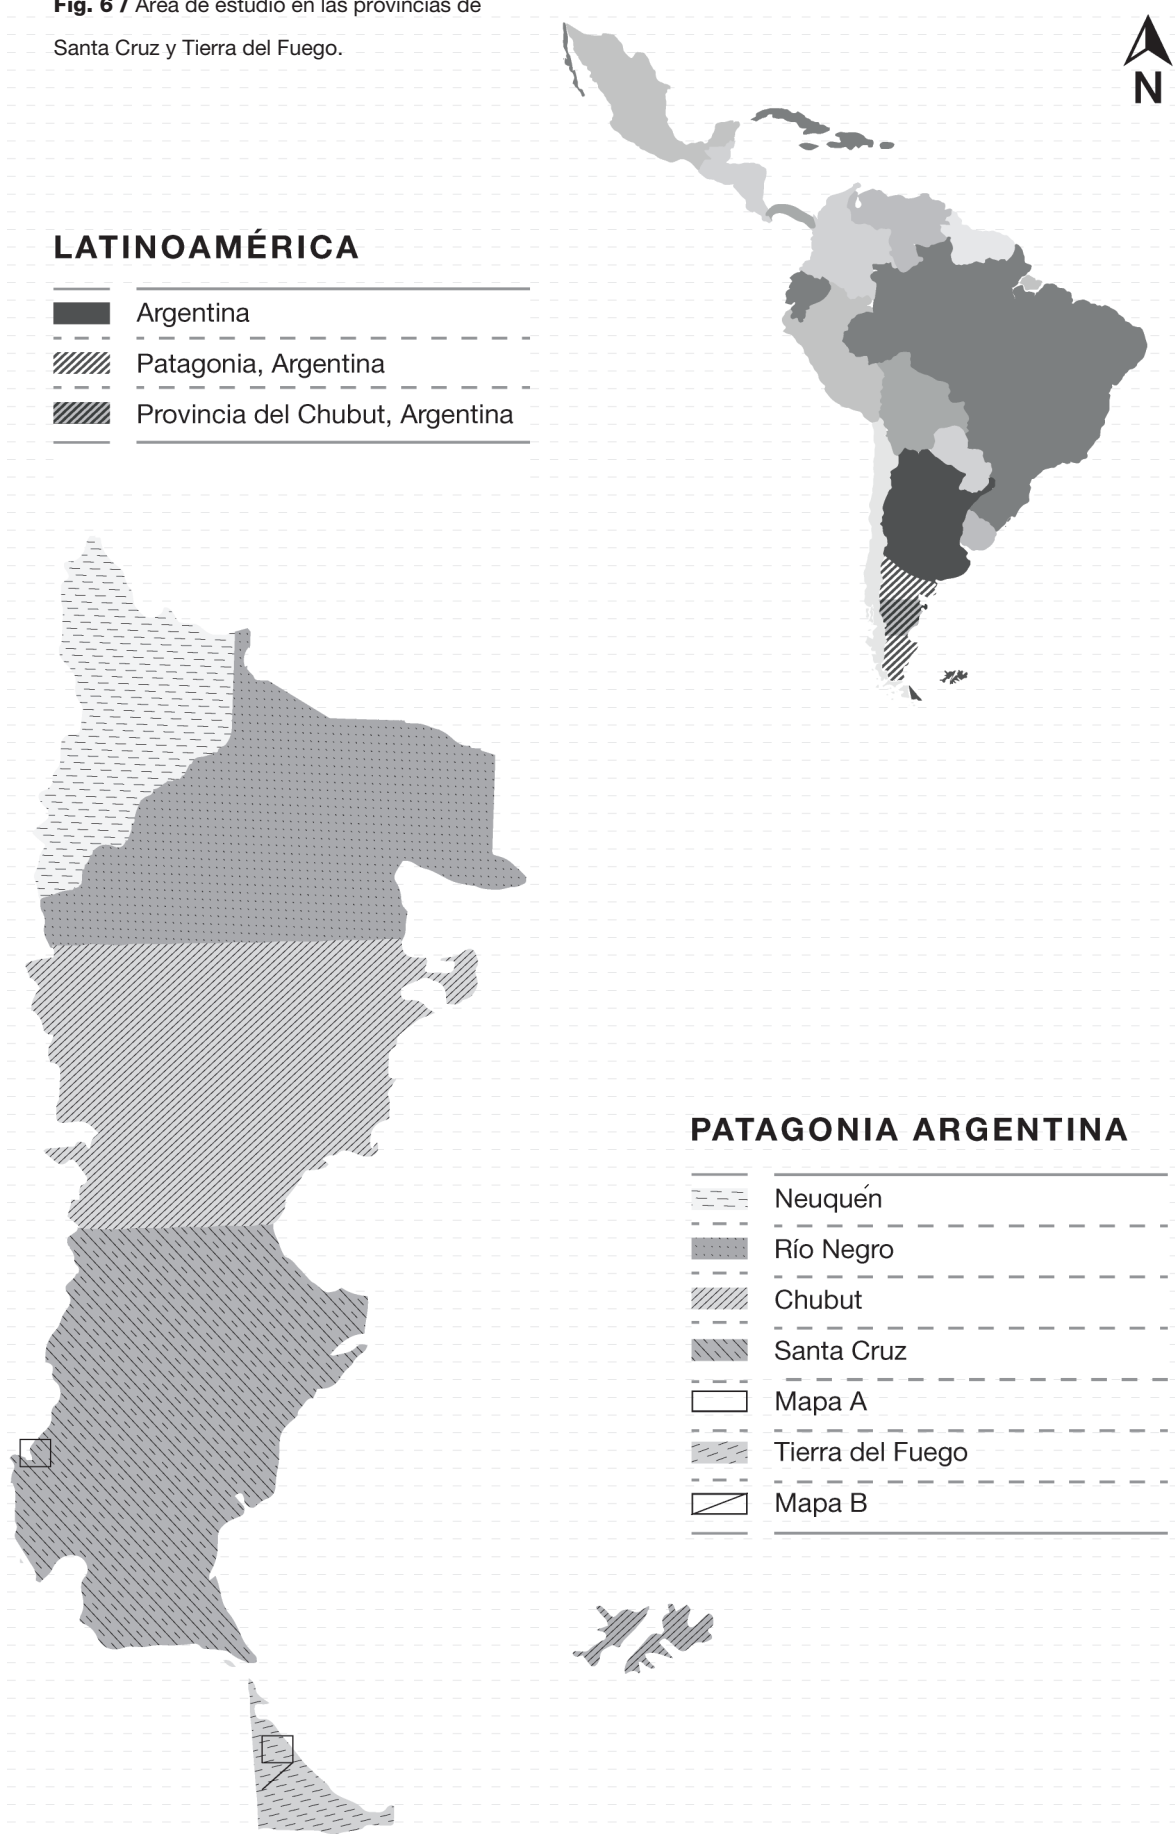 Fig. 6 / Área de estudio en las provincias de
Santa Cruz y Tierra del Fuego.
N
LATINOAMÉRICA
Argentina
Patagonia, Argentina
Provincia del Chubut, Argentina
PATAGONIA ARGENTINA
Neuquén
Río Negro
Chubut
Santa Cruz
Mapa A
Tierra del Fuego
Mapa B